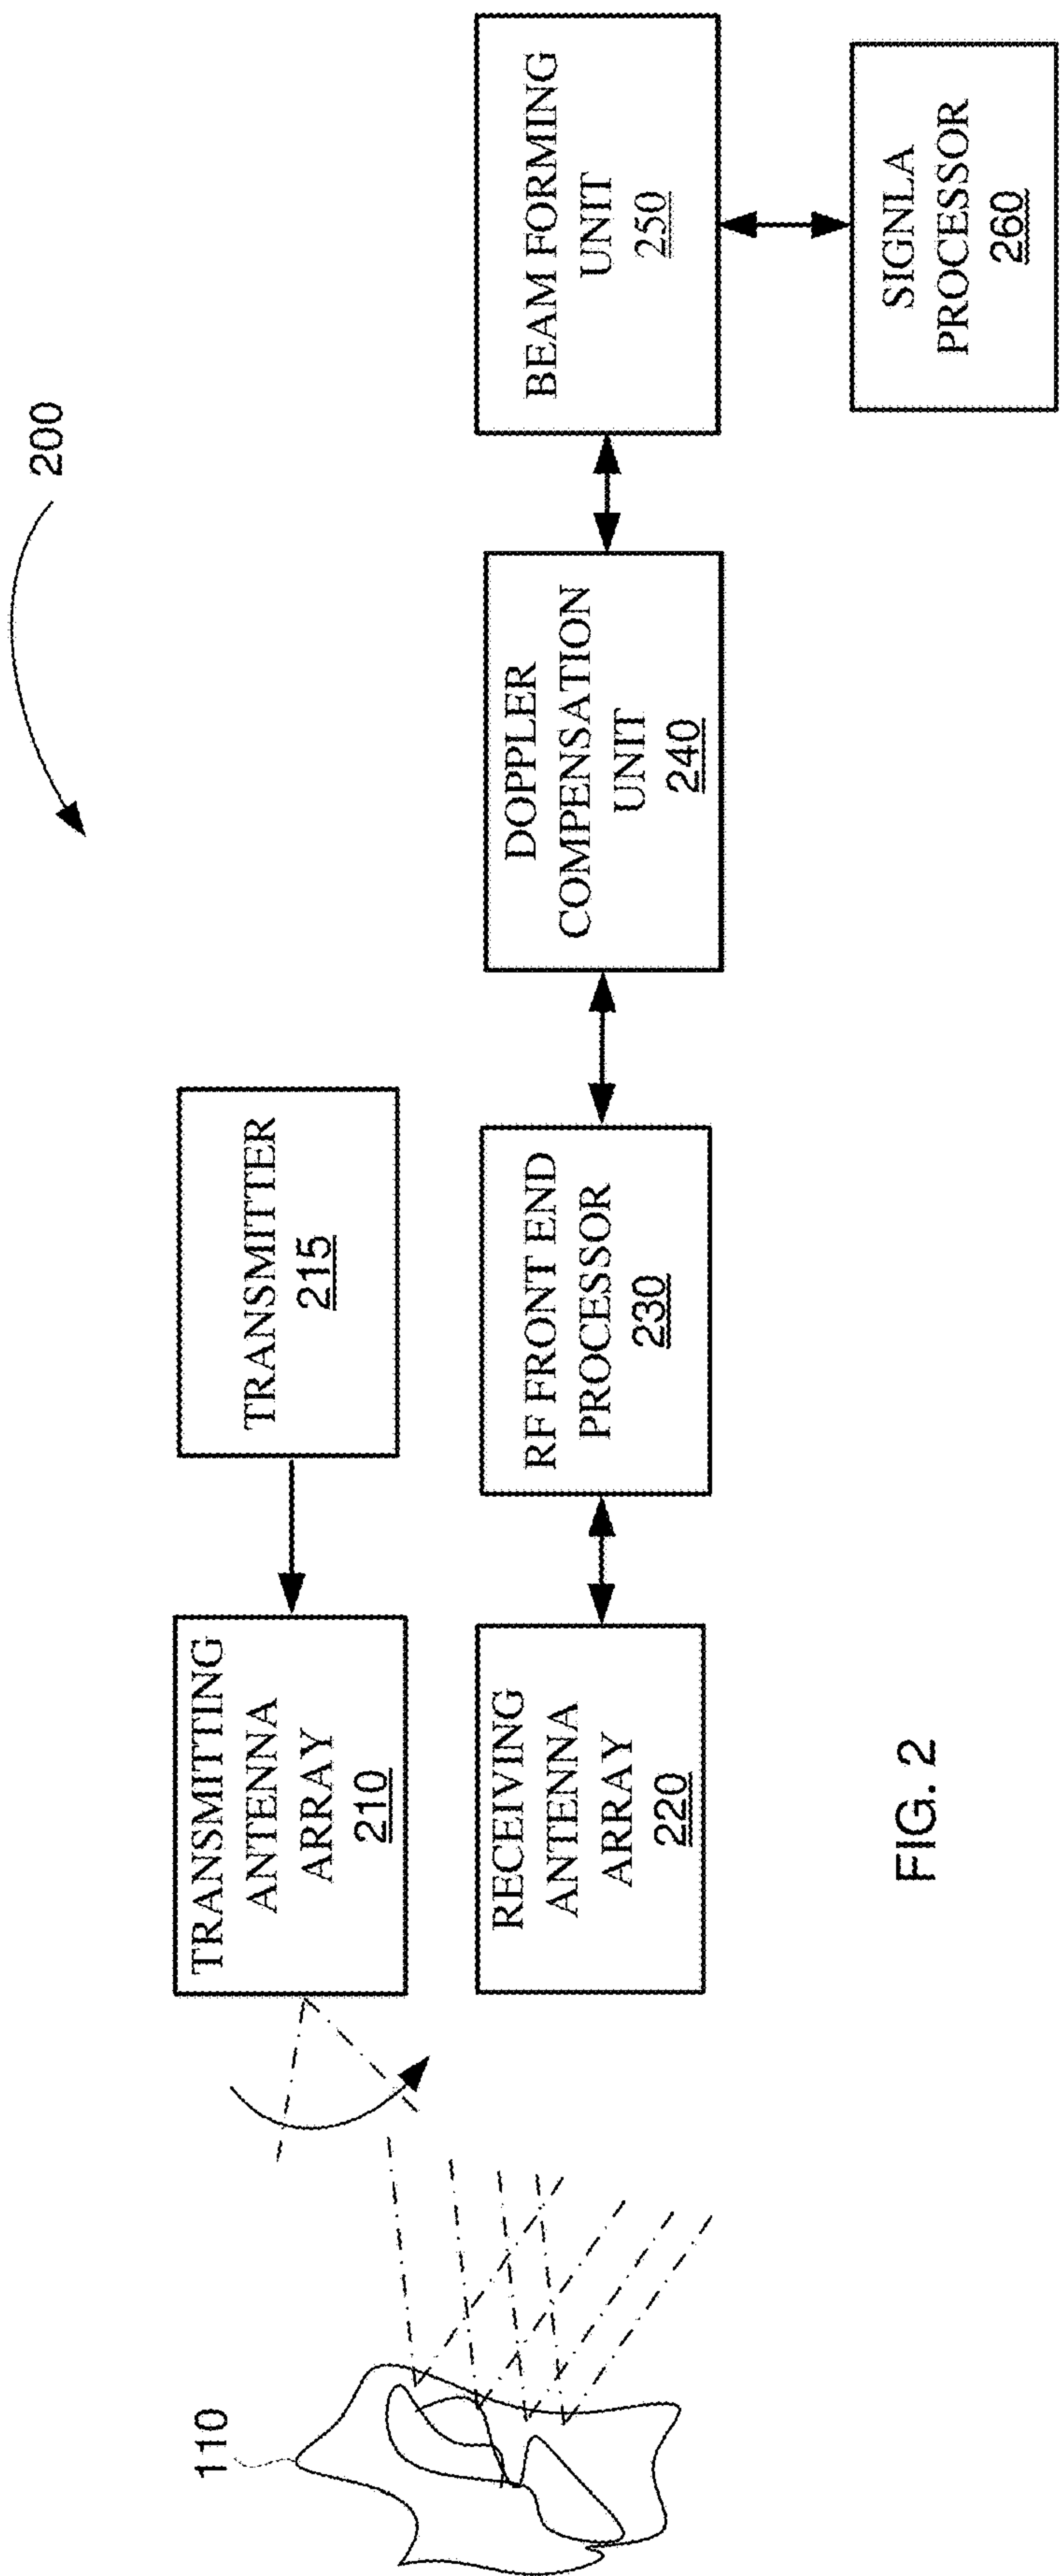 200
110
TRANSMITTING
ANTENNA
ARRAY
210
TRANSMITTER
215
RECEIVING
ANTENNA
ARRAY
220
RF FRONT END
PROCESSOR
230
DOPPLER
COMPENSATION
UNIT
240
BEAM FORMING
UNIT
250
SIGNLA
PROCESSOR
260
FIG. 2